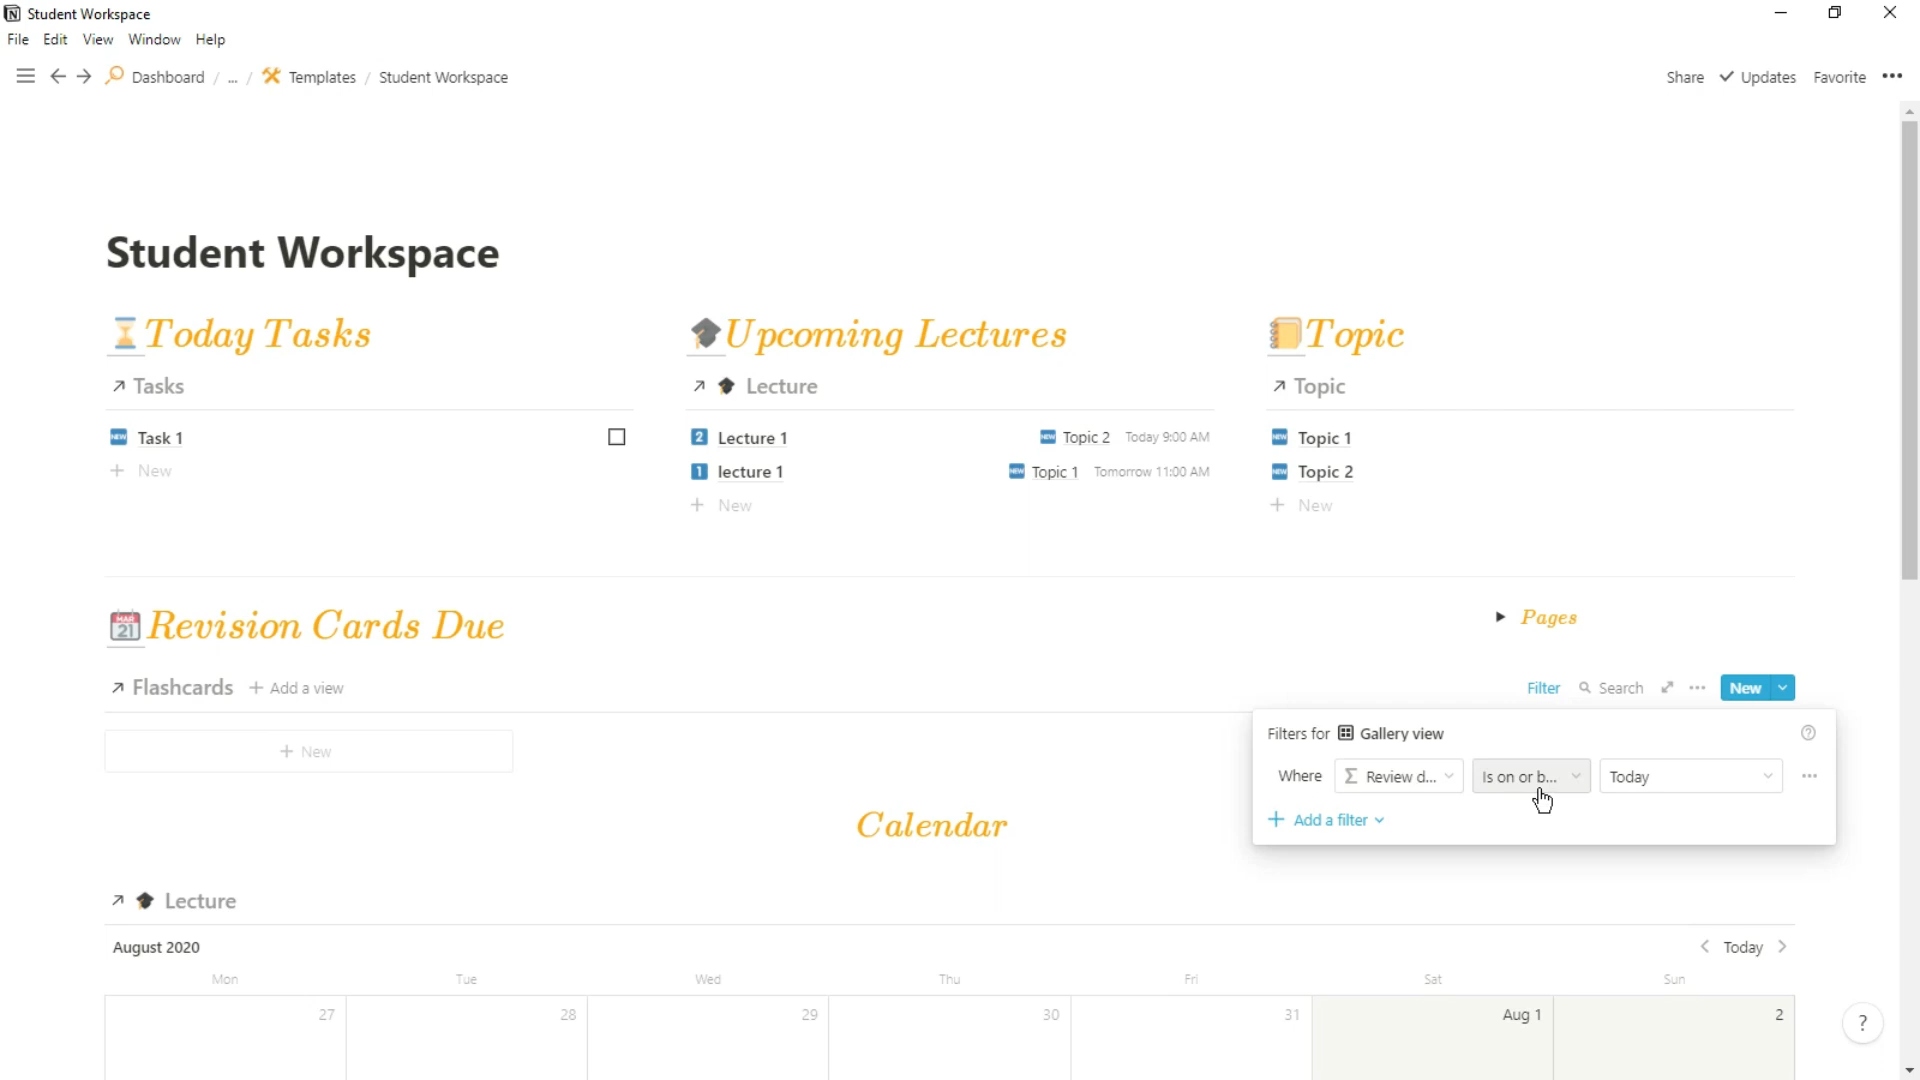 Student Workspace
File Edit View Window Help
Dashboard / ... / Templates / Student Workspace
Share Updates Favorite
Student Workspace
Today Tasks
Tasks
Task 1
+ New
Upcoming Lectures
Lecture
2 Lecture 1 Topic 2 Today 9:00 AM
1 lecture 1 Topic 1 Tomorrow 11:00 AM
+ New
Topic
Topic
Topic 1
Topic 2
+ New
Revision Cards Due
Pages
Flashcards + Add a view
Filter Search New
Filters for Gallery view
Where Σ Review d... Is on or b... Today
+ Add a filter
+ New
Calendar
Lecture
August 2020
Today
Mon Tue Wed Thu Fri Sat Sun
27 28 29 30 31 Aug 1 2
?